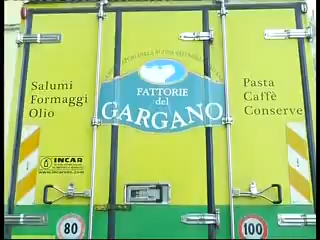 FATTORIE
del
GARGANO
Salumi
Formaggi
Olio
Pasta
Caffè
Conserve
INCAR
80
100